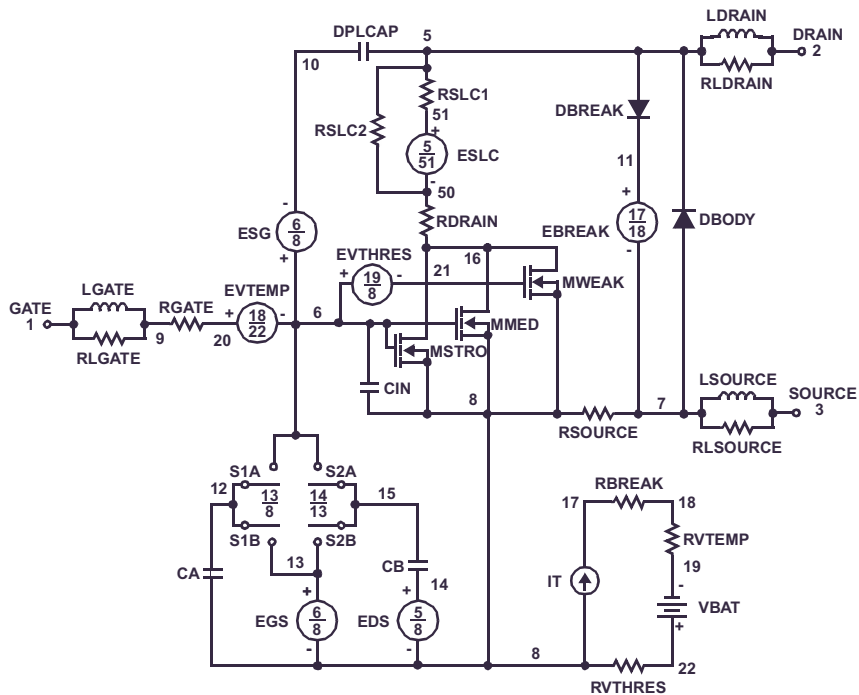 LDRAIN
DPLCAP 5 DRAIN
2
10
RLDRAIN
RSLC1
DBREAK
51
RSLC2
+
5
51
ESLC
11
-
50
-
+
17
18
DBODY
6
8
ESG
RDRAIN
EBREAK
+
EVTHRES
16
-
+
19
8
-
21
MWEAK
LGATE
EVTEMP
GATE
1
RGATE
+
18
22
-
6
MMED
9
20
MSTRO
RLGATE
LSOURCE
CIN
SOURCE
3
8
7
RSOURCE
RLSOURCE
S1A
S2A
12
13
8
14
13
15
RBREAK
17
18
S1B
S2B
RVTEMP
13
CB
19
CA
+
+
14
IT
-
EGS
6
8
EDS
5
8
VBAT
+
-
-
8
22
RVTHRES